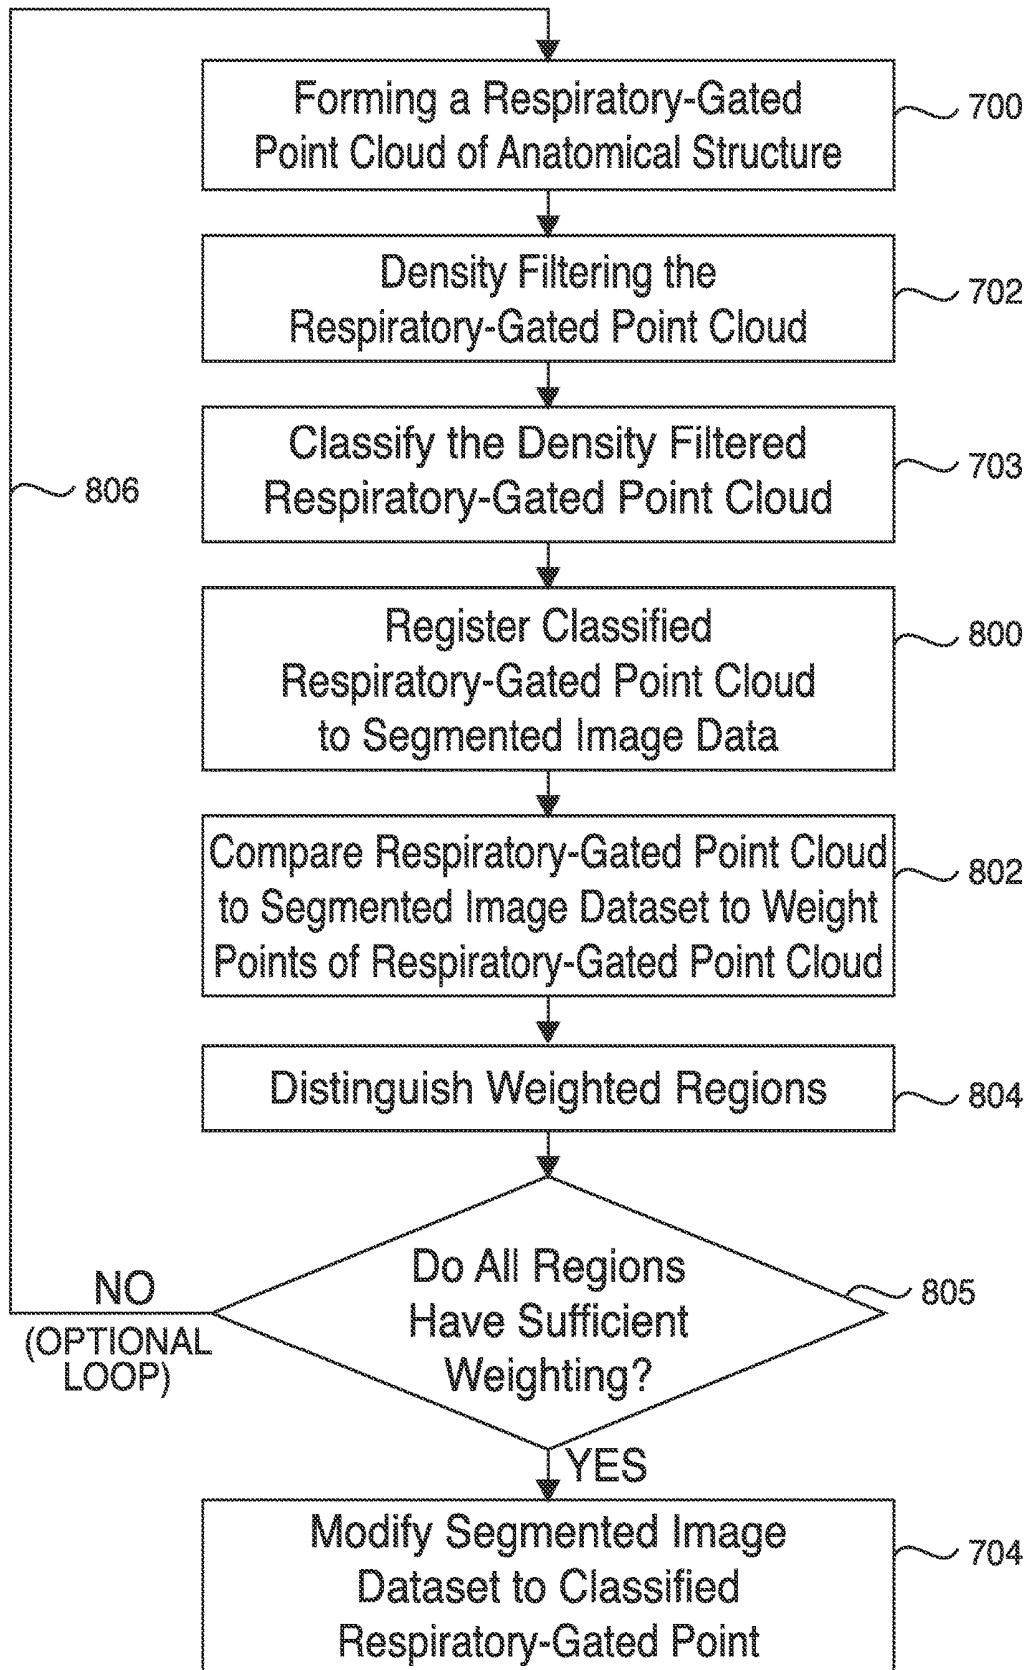 Forming a Respiratory-Gated
Point Cloud of Anatomical Structure
700
Density Filtering the
Respiratory-Gated Point Cloud
702
Classify the Density Filtered
Respiratory-Gated Point Cloud
703
806
Register Classified
Respiratory-Gated Point Cloud
to Segmented Image Data
800
Compare Respiratory-Gated Point Cloud
to Segmented Image Dataset to Weight
Points of Respiratory-Gated Point Cloud
802
Distinguish Weighted Regions
804
Do All Regions
Have Sufficient
Weighting?
805
NO
(OPTIONAL
LOOP)
YES
Modify Segmented Image
Dataset to Classified
Respiratory-Gated Point
704